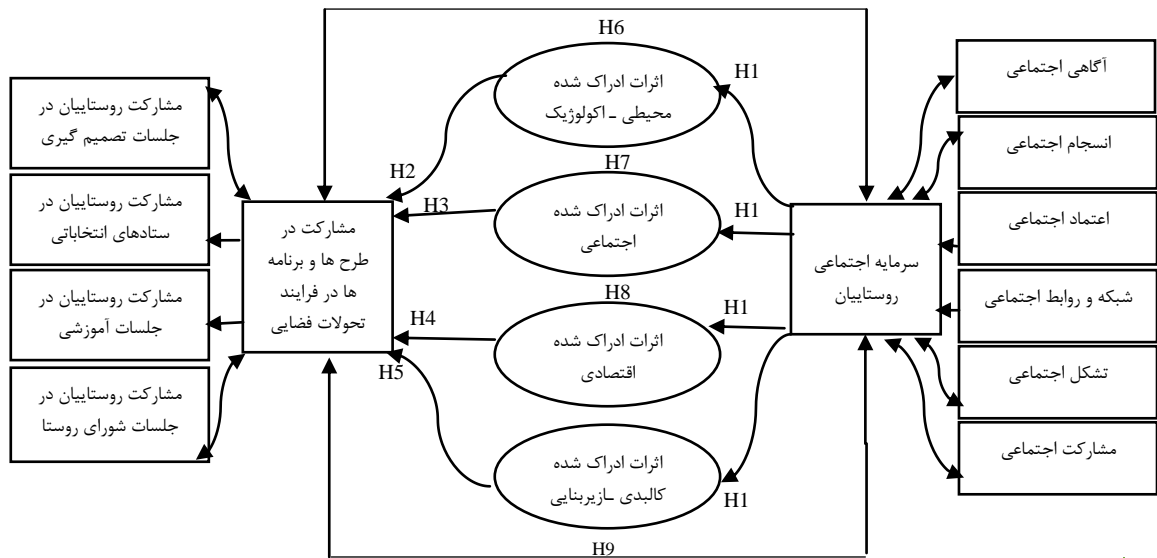 H6
اثرات ادراک شده
محیطی ـ اکولوژیک
H1
آگاهی اجتماعی
انسجام اجتماعی
اعتماد اجتماعی
شبکه و روابط اجتماعی
تشکل اجتماعی
مشارکت اجتماعی
سرمایه اجتماعی
روستاییان
H7
H1
اثرات ادراک شده
اجتماعی
H8
H1
اثرات ادراک شده
اقتصادی
اثرات ادراک شده
کالبدی ـازیربنایی
H1
H2
H3
H4
H5
مشارکت در
طرح ها و برنامه
ها در فرایند
تحولات فضایی
مشارکت روستاییان در
جلسات تصمیم گیری
مشارکت روستاییان در
ستادهای انتخاباتی
مشارکت روستاییان در
جلسات آموزشی
مشارکت روستاییان در
جلسات شورای روستا
H9